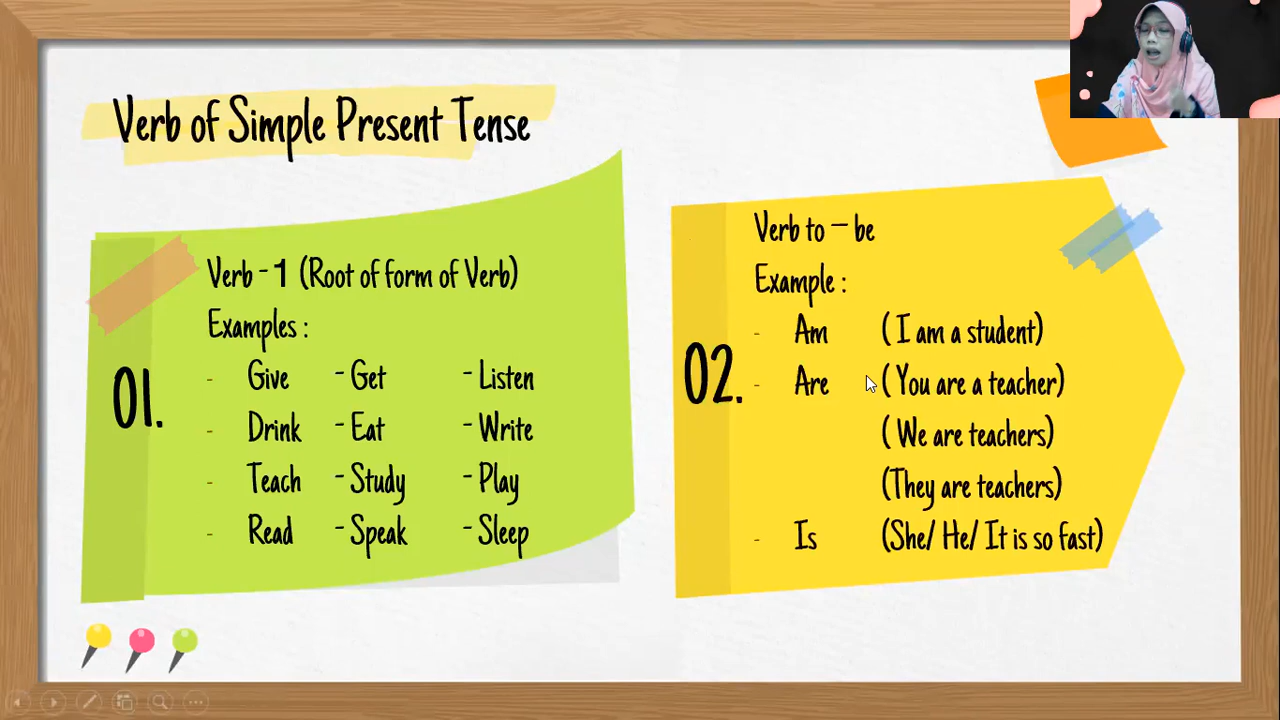 Verb of Simple Present Tense
01.
Verb - 1 (Root of form of Verb)
Examples :
- Give - Get - Listen
- Drink - Eat - Write
- Teach - Study - Play
- Read - Speak - Sleep
02.
Verb to – be
Example :
- Am ( I am a student)
- Are ( You are a teacher)
( We are teachers)
(They are teachers)
- Is (She/ He/ It is so fast)